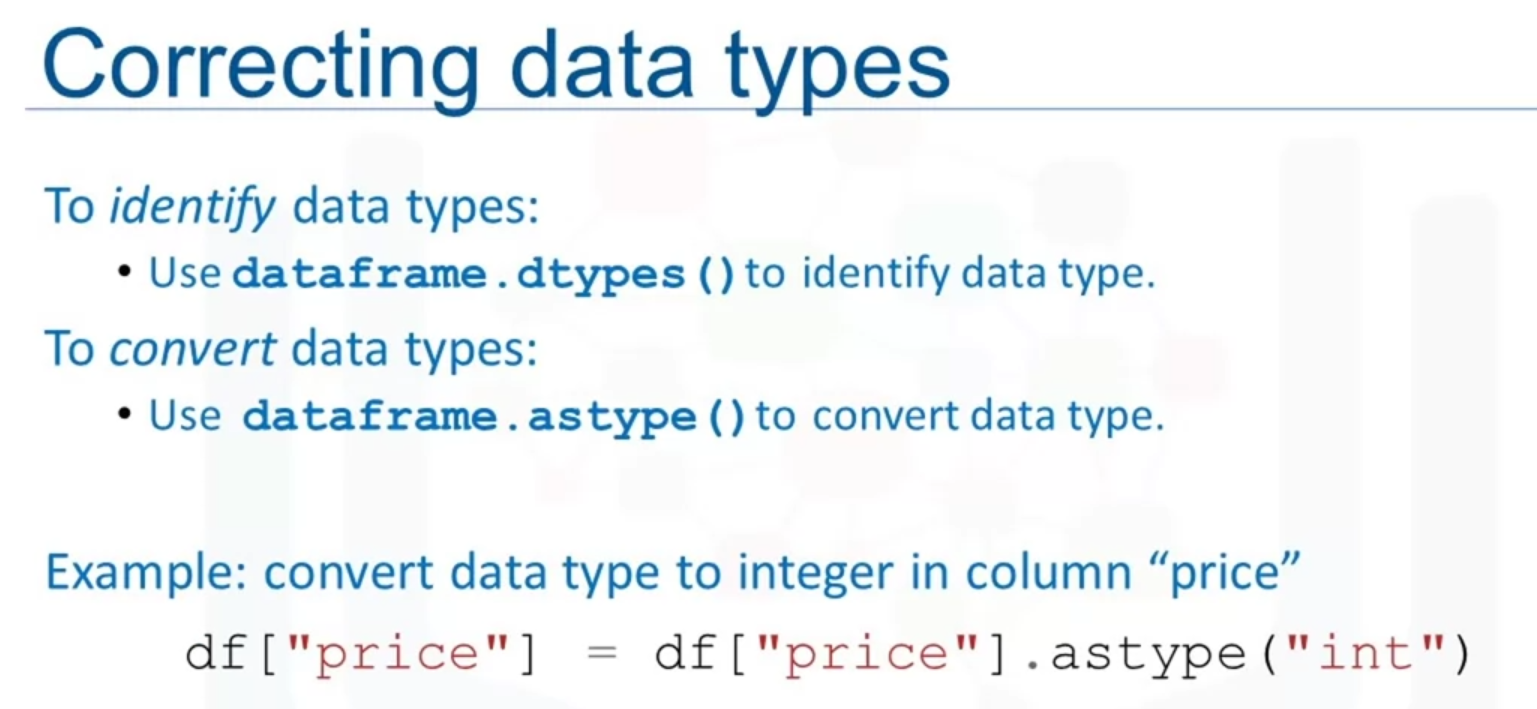 Correcting data types
To identify data types:
• Use dataframe.dtypes() to identify data type.
To convert data types:
• Use dataframe.astype() to convert data type.
Example: convert data type to integer in column “price”
df["price"] = df["price"].astype("int")